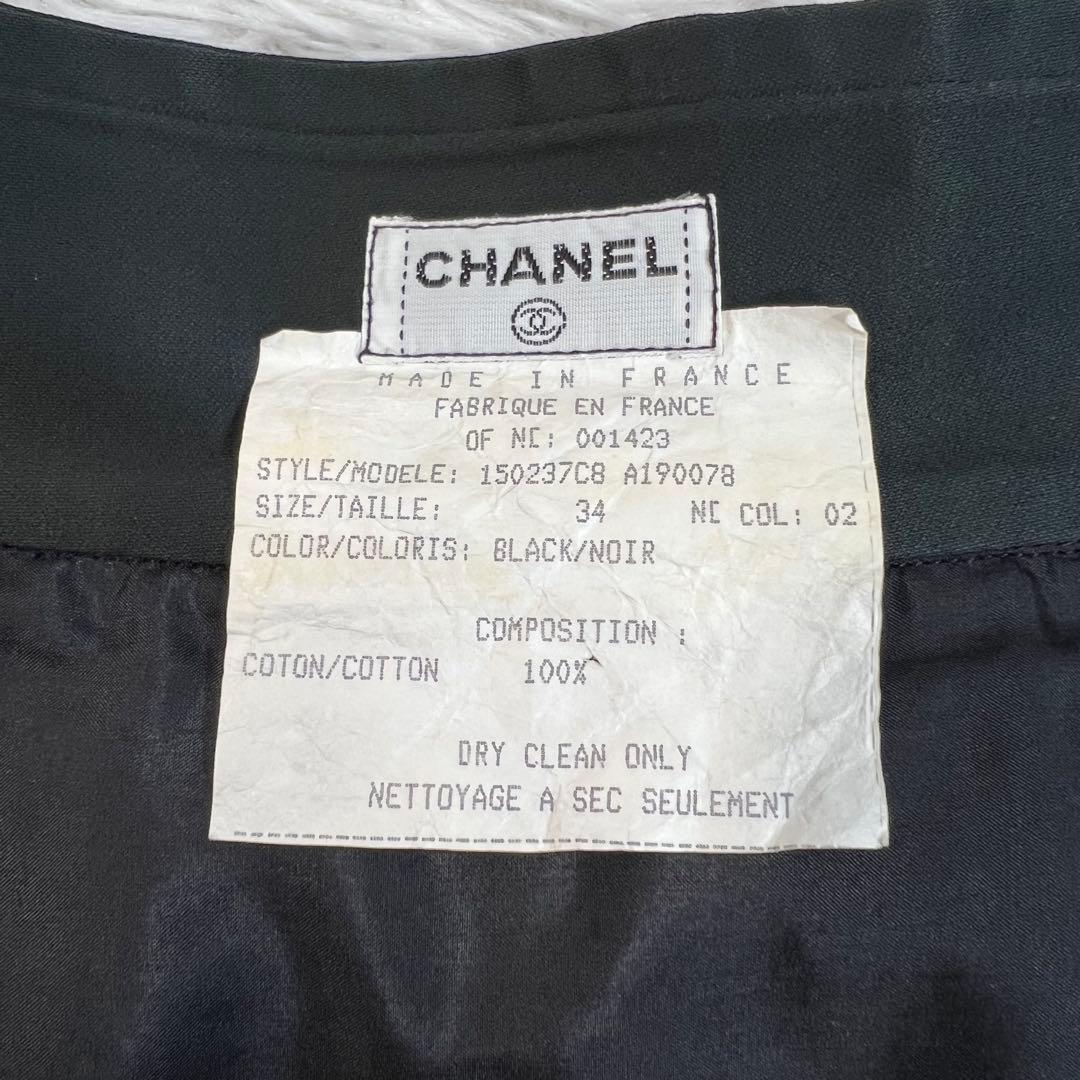 CHANEL
MADE IN FRANCE
FABRIQUE EN FRANCE
OF NC: 001423
STYLE/MODELE: 150237C8 A190078
SIZE/TAILLE: 34 NC COL: 02
COLOR/COLORIS: BLACK/NOIR
COMPOSITION :
COTON/COTTON 100%
DRY CLEAN ONLY
NETTOYAGE A SEC SEULEMENT